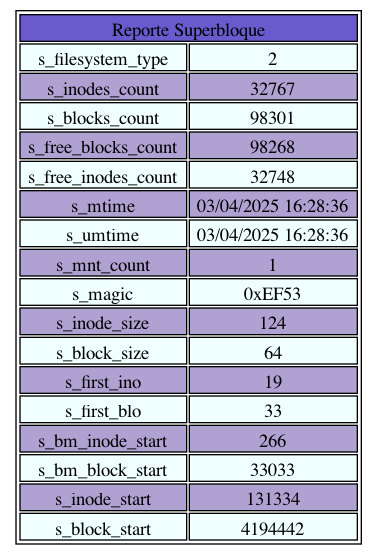 Reporte Superbloque
s_filesystem_type 2
s_inodes_count 32767
s_blocks_count 98301
s_free_blocks_count 98268
s_free_inodes_count 32748
s_mtime 03/04/2025 16:28:36
s_umtime 03/04/2025 16:28:36
s_mnt_count 1
s_magic 0xEF53
s_inode_size 124
s_block_size 64
s_first_ino 19
s_first_blo 33
s_bm_inode_start 266
s_bm_block_start 33033
s_inode_start 131334
s_block_start 4194442